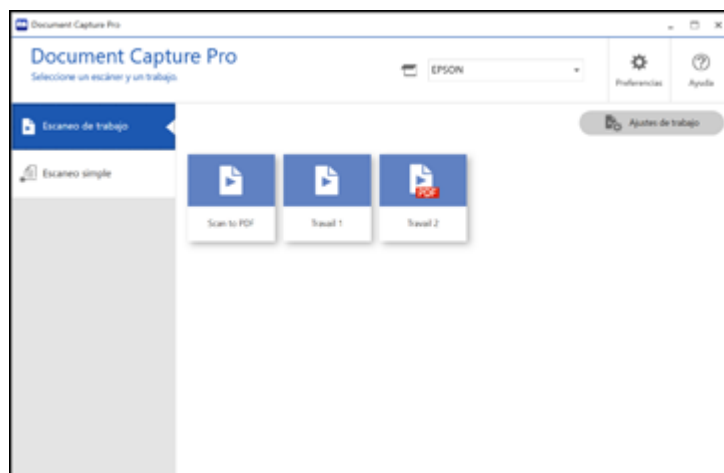 Document Capture Pro
Document Capture Pro
Seleccione un escáner y un trabajo.
EPSON
Preferencias
Ayuda
Escaneo de trabajo
Ajustes de trabajo
Escaneo simple
PDF
Scan to PDF
Travail 1
Travail 2